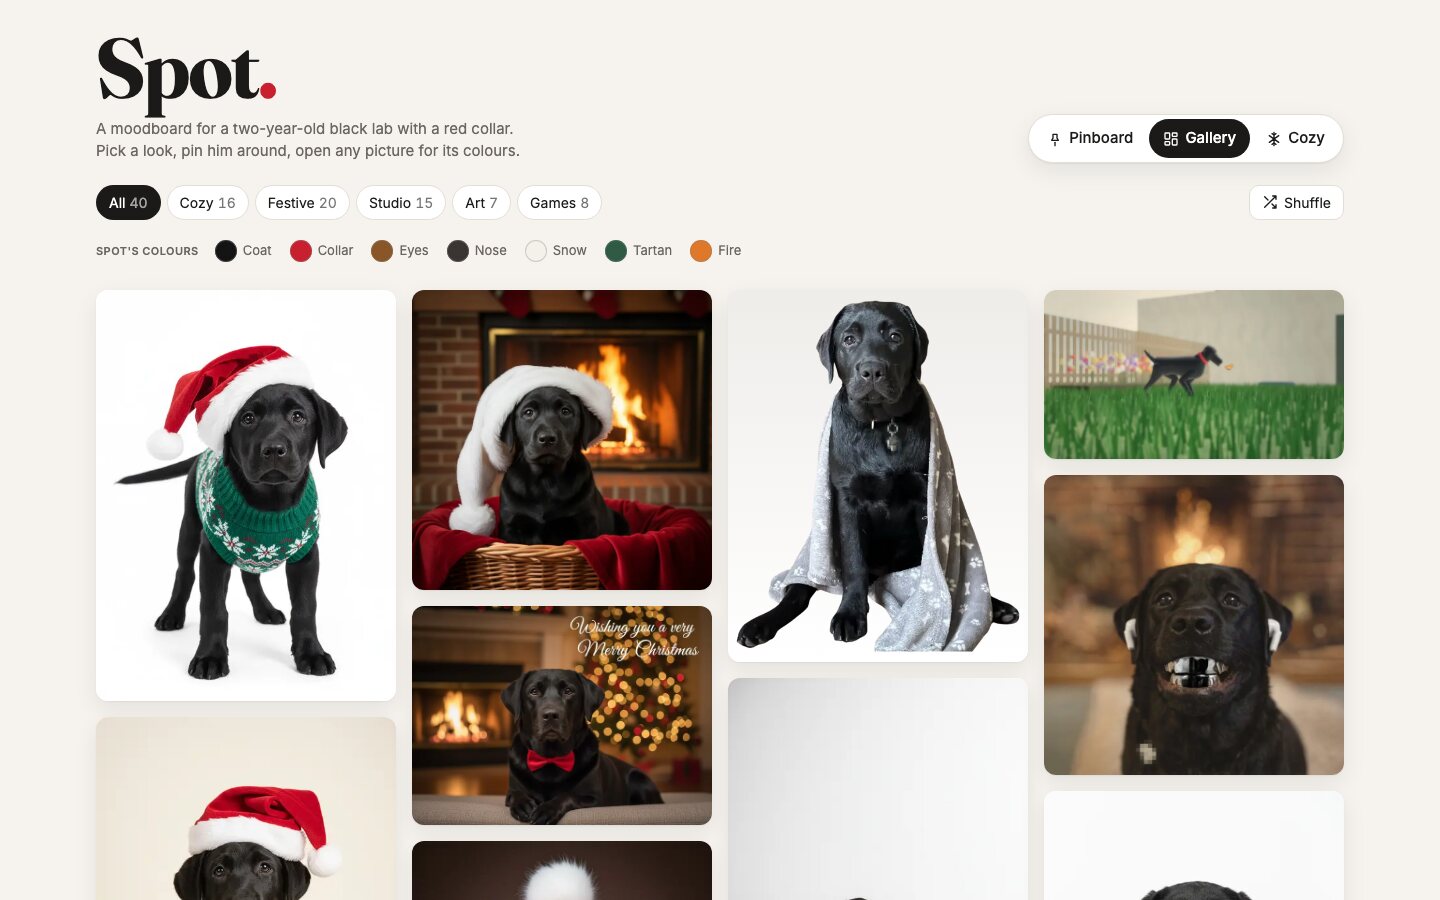 Spot.
A moodboard for a two-year-old black lab with a red collar.
Pick a look, pin him around, open any picture for its colours.
Pinboard
Gallery
Cozy
All 40
Cozy 16
Festive 20
Studio 15
Art 7
Games 8
Shuffle
SPOT'S COLOURS
Coat
Collar
Eyes
Nose
Snow
Tartan
Fire
Wishing you a very
Merry Christmas